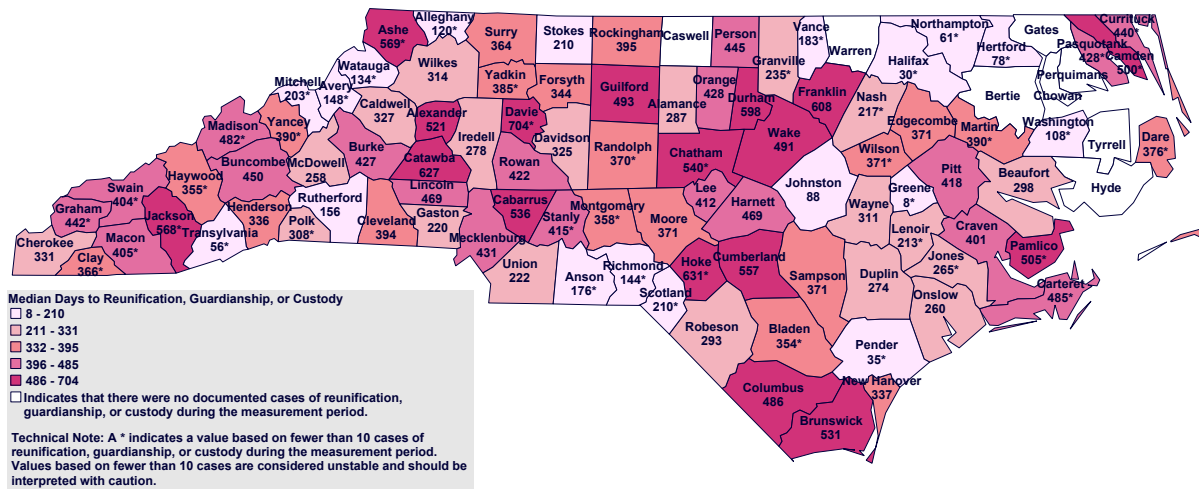 Ashe
569*
Alleghany
120*
Surry
364
Stokes
210
Rockingham
395
Caswell
Person
445
Vance
183*
Warren
Northampton
61*
Gates
Currituck
440*
Pasquotank
428*
Camden
500*
Hertford
78*
Halifax
30*
Perquimans
Chowan
Bertie
Granville
235*
Wilkes
314
Watauga
134*
Mitchell
203*
Avery
148*
Yadkin
385*
Forsyth
344
Guilford
493
Alamance
287
Orange
428
Durham
598
Franklin
608
Nash
217*
Edgecombe
371
Martin
390*
Washington
108*
Tyrrell
Dare
376*
Madison
482*
Yancey
390*
Caldwell
327
Alexander
521
Iredell
278
Davie
704*
Davidson
325
Randolph
370*
Chatham
540*
Wake
491
Wilson
371*
Pitt
418
Beaufort
298
Hyde
Haywood
355*
Buncombe
450
McDowell
258
Burke
427
Catawba
627
Rowan
422
Lee
412
Johnston
88
Greene
8*
Swain
404*
Graham
442*
Jackson
568*
Henderson
336
Polk
308*
Rutherford
156
Cleveland
394
Lincoln
469
Gaston
220
Cabarrus
536
Stanly
415*
Montgomery
358*
Moore
371
Harnett
469
Wayne
311
Lenoir
213*
Craven
401
Pamlico
505*
Cherokee
331
Clay
366*
Macon
405*
Transylvania
56*
Mecklenburg
431
Union
222
Anson
176*
Richmond
144*
Scotland
210*
Hoke
631*
Cumberland
557
Sampson
371
Duplin
274
Jones
265*
Onslow
260
Carteret
485*
Robeson
293
Bladen
354*
Pender
35*
New Hanover
337
Columbus
486
Brunswick
531
Median Days to Reunification, Guardianship, or Custody
8 - 210
211 - 331
332 - 395
396 - 485
486 - 704
Indicates that there were no documented cases of reunification,
guardianship, or custody during the measurement period.
Technical Note: A * indicates a value based on fewer than 10 cases of
reunification, guardianship, or custody during the measurement period.
Values based on fewer than 10 cases are considered unstable and should be
interpreted with caution.